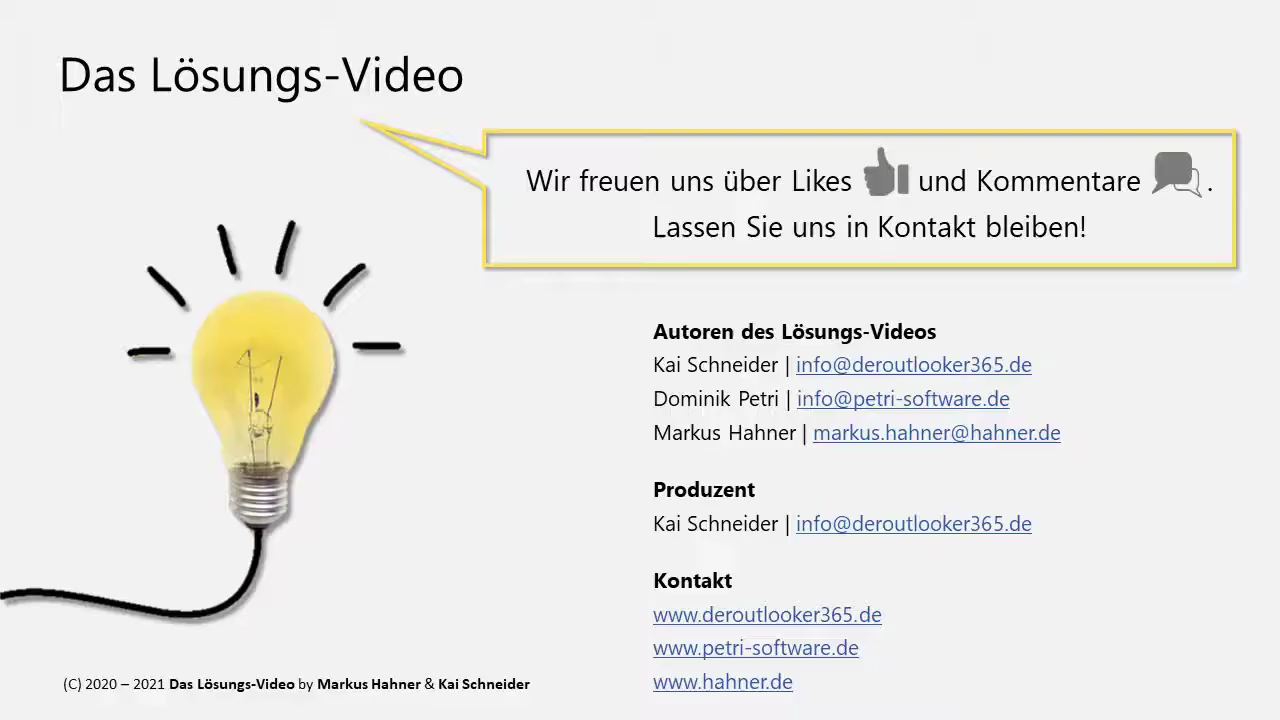 Das Lösungs-Video
Wir freuen uns über Likes und Kommentare .
Lassen Sie uns in Kontakt bleiben!
Autoren des Lösungs-Videos
Kai Schneider | info@deroutlooker365.de
Dominik Petri | info@petri-software.de
Markus Hahner | markus.hahner@hahner.de
Produzent
Kai Schneider | info@deroutlooker365.de
Kontakt
www.deroutlooker365.de
www.petri-software.de
www.hahner.de
(C) 2020 – 2021 Das Lösungs-Video by Markus Hahner & Kai Schneider